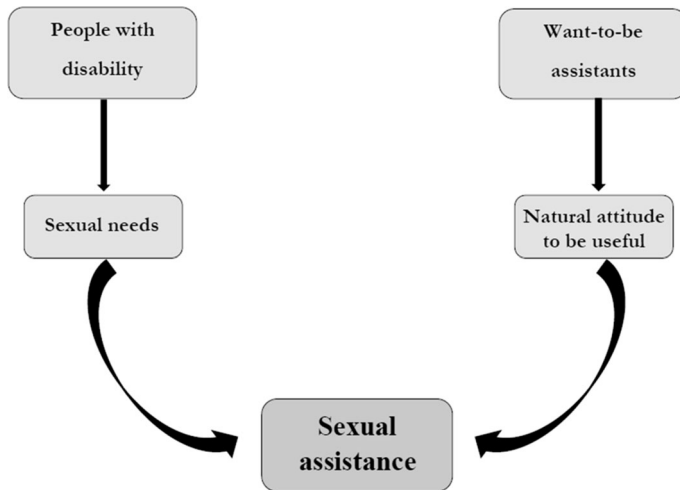 People with
disability
Want-to-be
assistants
Sexual needs
Natural attitude
to be useful
Sexual
assistance